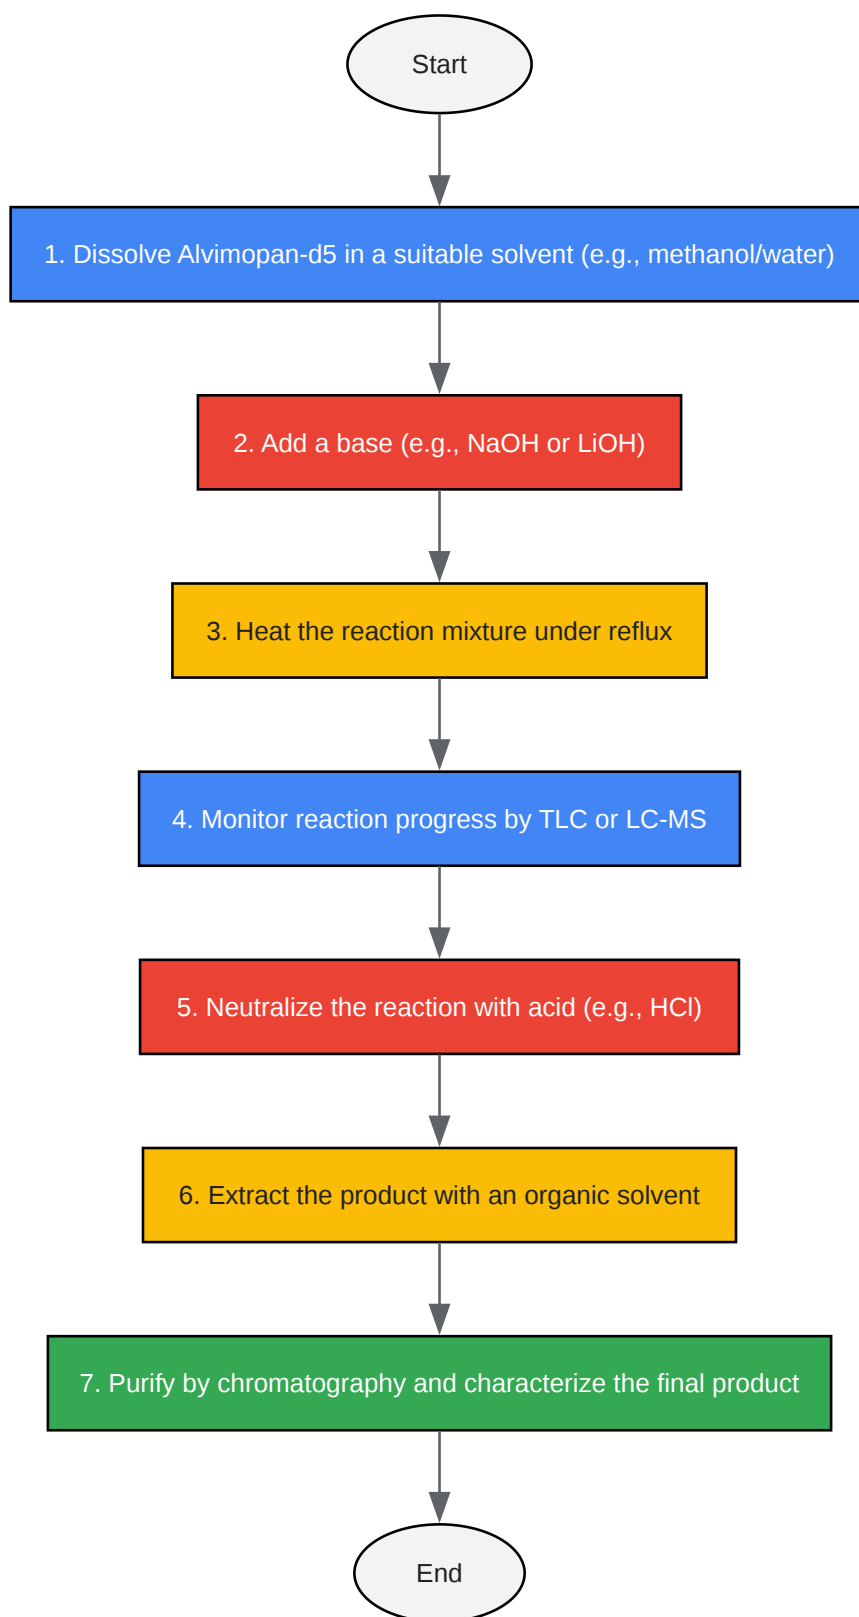 Start
1. Dissolve Alvimopan-d5 in a suitable solvent (e.g., methanol/water)
2. Add a base (e.g., NaOH or LiOH)
3. Heat the reaction mixture under reflux
4. Monitor reaction progress by TLC or LC-MS
5. Neutralize the reaction with acid (e.g., HCl)
6. Extract the product with an organic solvent
7. Purify by chromatography and characterize the final product
End